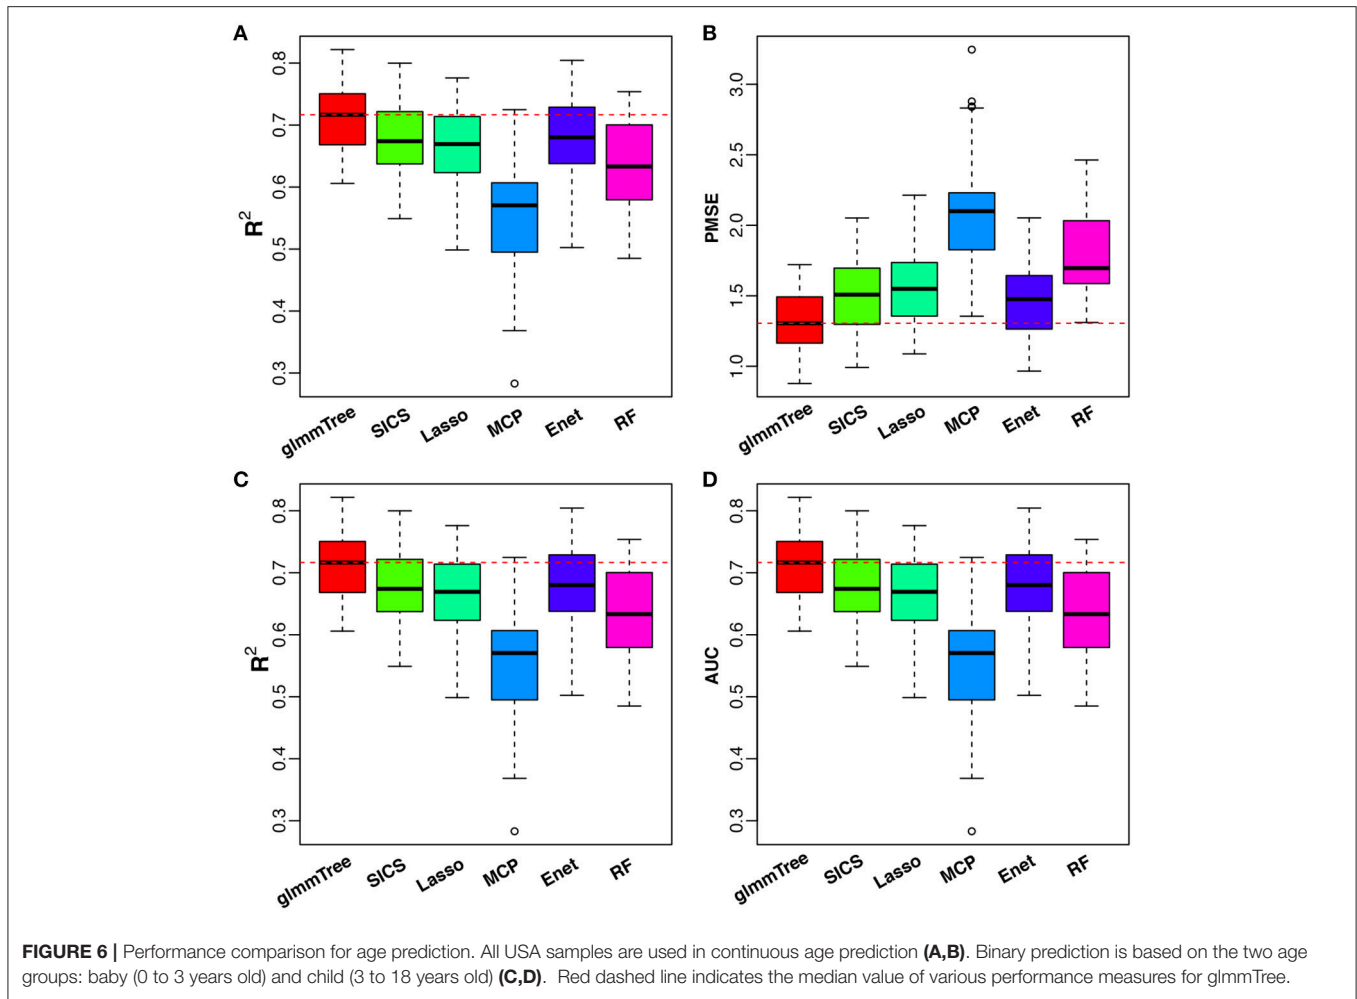 A
R2
0.8
0.7
0.6
0.5
0.4
0.3
glmmTree SICS Lasso MCP Enet RF
B
PMSE
3.0
2.5
2.0
1.5
1.0
glmmTree SICS Lasso MCP Enet RF
C
R2
0.8
0.7
0.6
0.5
0.4
0.3
glmmTree SICS Lasso MCP Enet RF
D
AUC
0.8
0.7
0.6
0.5
0.4
0.3
glmmTree SICS Lasso MCP Enet RF
FIGURE 6 | Performance comparison for age prediction. All USA samples are used in continuous age prediction (A,B). Binary prediction is based on the two age
groups: baby (0 to 3 years old) and child (3 to 18 years old) (C,D). Red dashed line indicates the median value of various performance measures for glmmTree.